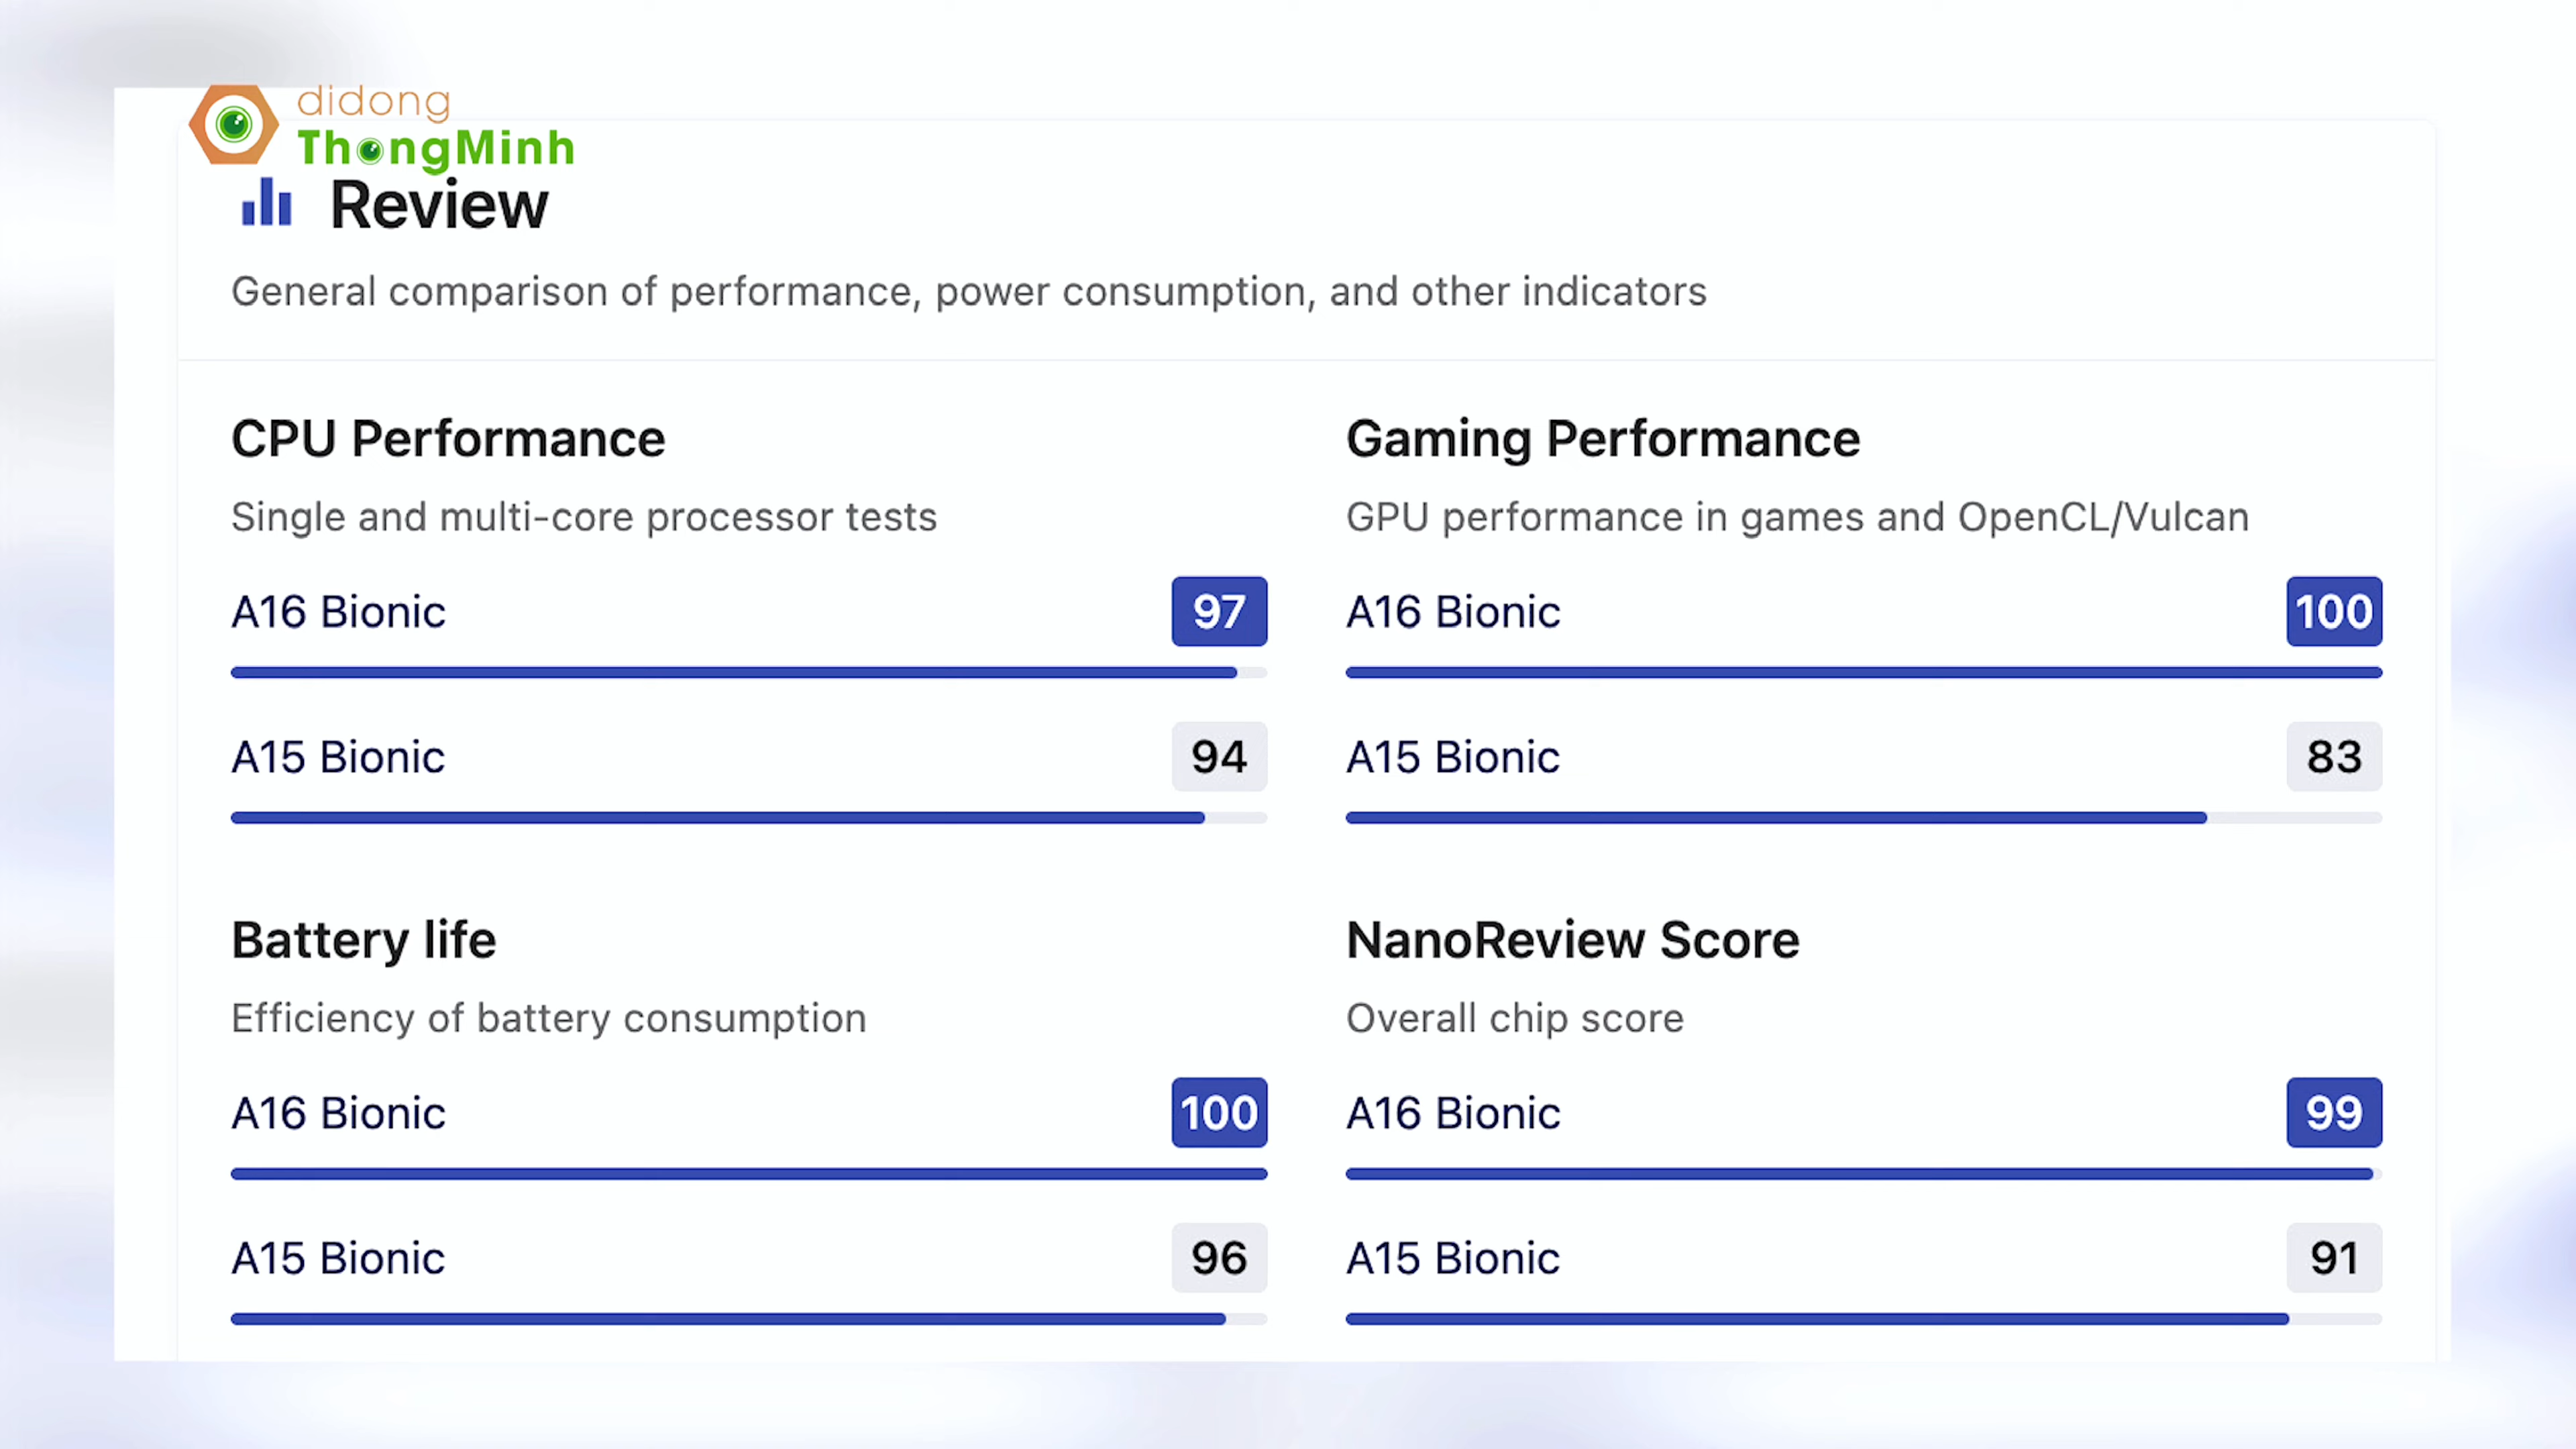 didong
ThongMinh
Review
General comparison of performance, power consumption, and other indicators
CPU Performance
Single and multi-core processor tests
A16 Bionic
97
A15 Bionic
94
Gaming Performance
GPU performance in games and OpenCL/Vulcan
A16 Bionic
100
A15 Bionic
83
Battery life
Efficiency of battery consumption
A16 Bionic
100
A15 Bionic
96
NanoReview Score
Overall chip score
A16 Bionic
99
A15 Bionic
91